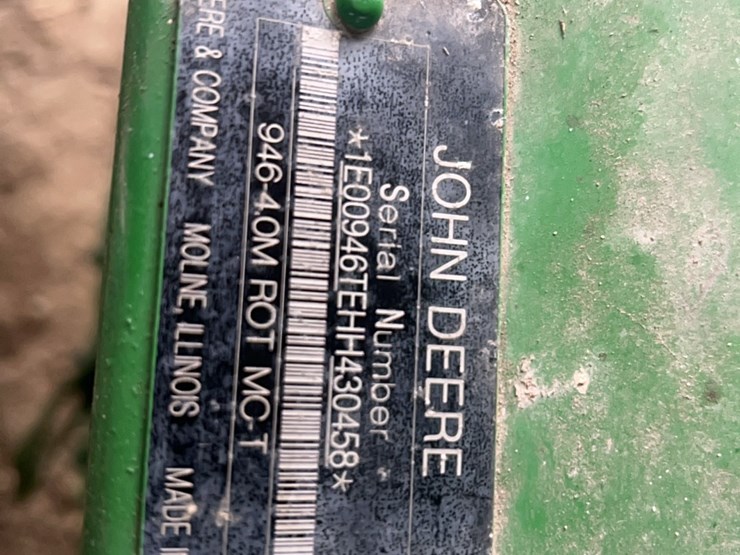 JOHN DEERE
Serial Number
*1E00946TEHH430458*
946-4.0M ROT MC-T
ERE & COMPANY MOLINE, ILLINOIS MADE I